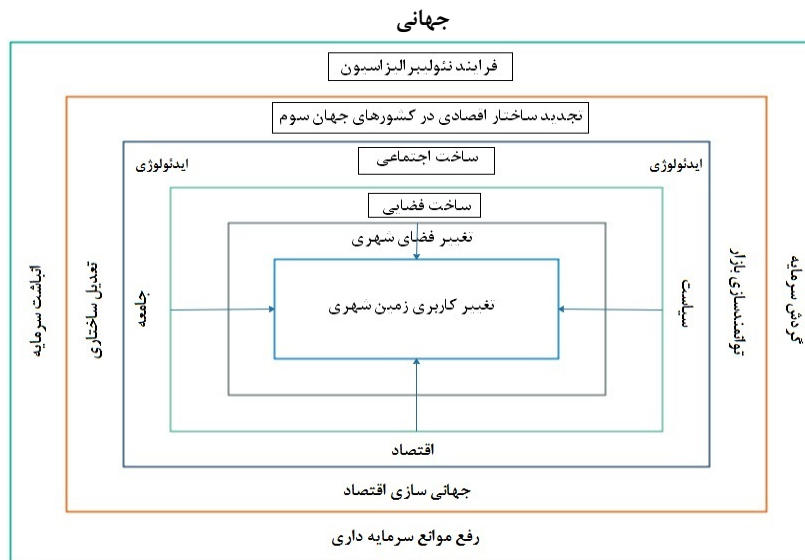 جهانی
فرایند نئولیبرالیزاسیون
تجدید ساختار اقصادی در کشورهای جهان سوم
ساخت اجتماعی
ایدئولوژی
ایدئولوژی
ساخت فضایی
تغییر فضای شهری
تغییر کاربری زمین شهری
گردش سرمایه
توانمندسازی بازار
سیاست
جامعه
تعدیل ساختاری
انباشت سرمایه
اقتصاد
جهانی سازی اقتصاد
رفع موانع سرمایه داری